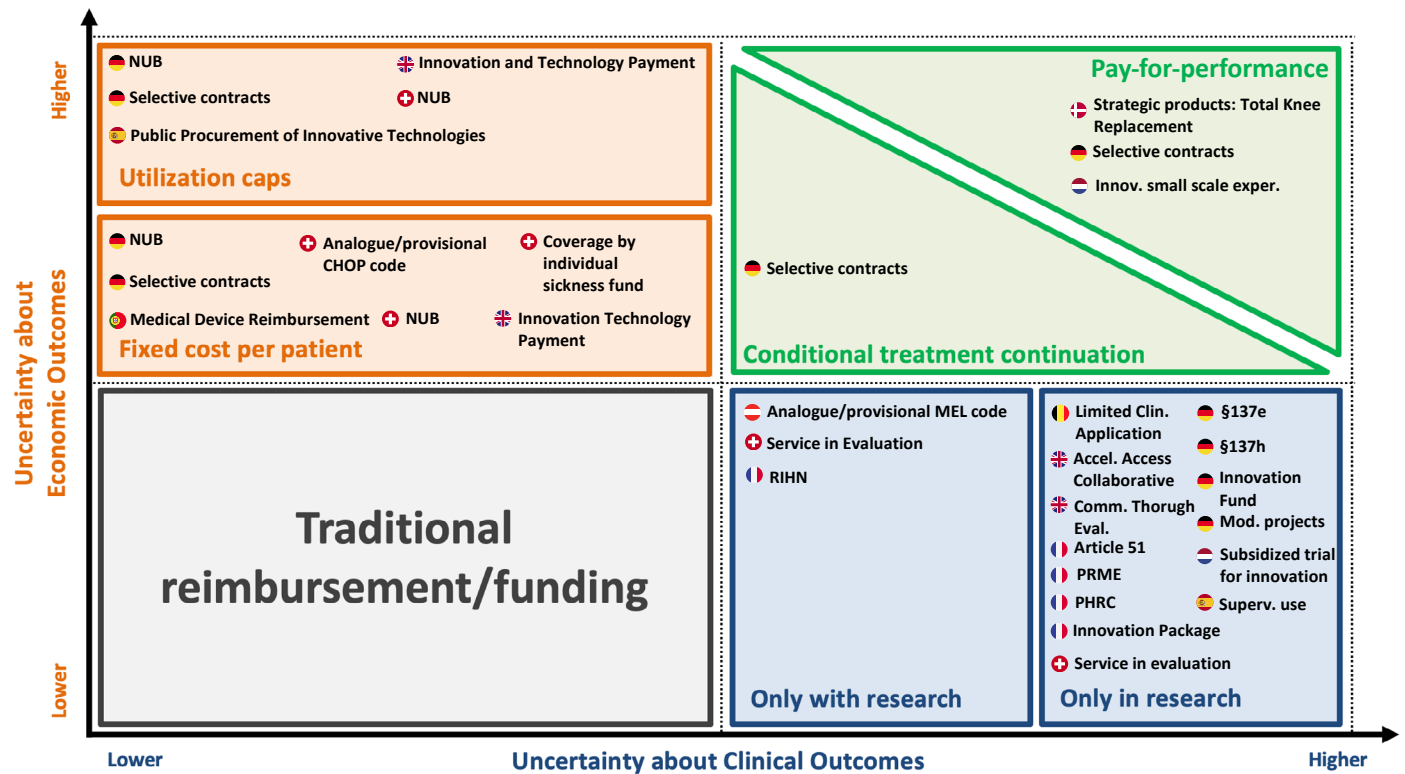 Higher
Uncertainty about
Economic Outcomes
Lower
NUB
Innovation and Technology Payment
Selective contracts
NUB
Public Procurement of Innovative Technologies
Utilization caps
NUB
Analogue/provisional
CHOP code
Coverage by
individual
sickness fund
Selective contracts
Medical Device Reimbursement
NUB
Innovation Technology
Payment
Fixed cost per patient
Pay-for-performance
Strategic products: Total Knee
Replacement
Selective contracts
Innov. small scale exper.
Selective contracts
Conditional treatment continuation
Traditional
reimbursement/funding
Analogue/provisional MEL code
Service in Evaluation
RIHN
Only with research
Limited Clin.
Application
Accel. Access
Collaborative
Comm. Thorugh
Eval.
Article 51
PRME
PHRC
Innovation Package
Service in evaluation
§137e
§137h
Innovation
Fund
Mod. projects
Subsidized trial
for innovation
Superv. use
Only in research
Lower
Uncertainty about Clinical Outcomes
Higher